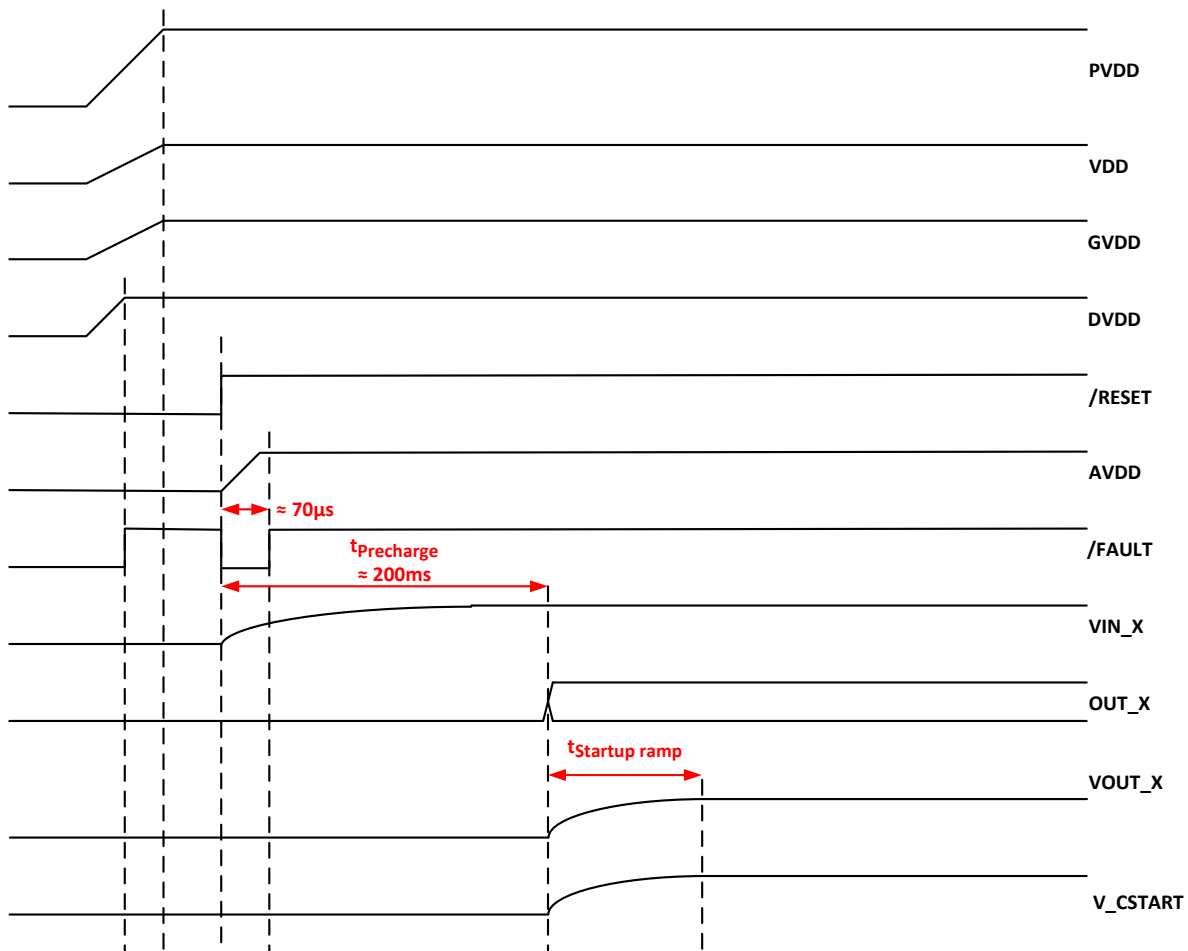 PVDD
VDD
GVDD
DVDD
/RESET
AVDD
≈ 70µs
/FAULT
tPrecharge
≈ 200ms
VIN_X
OUT_X
tStartup ramp
VOUT_X
V_CSTART